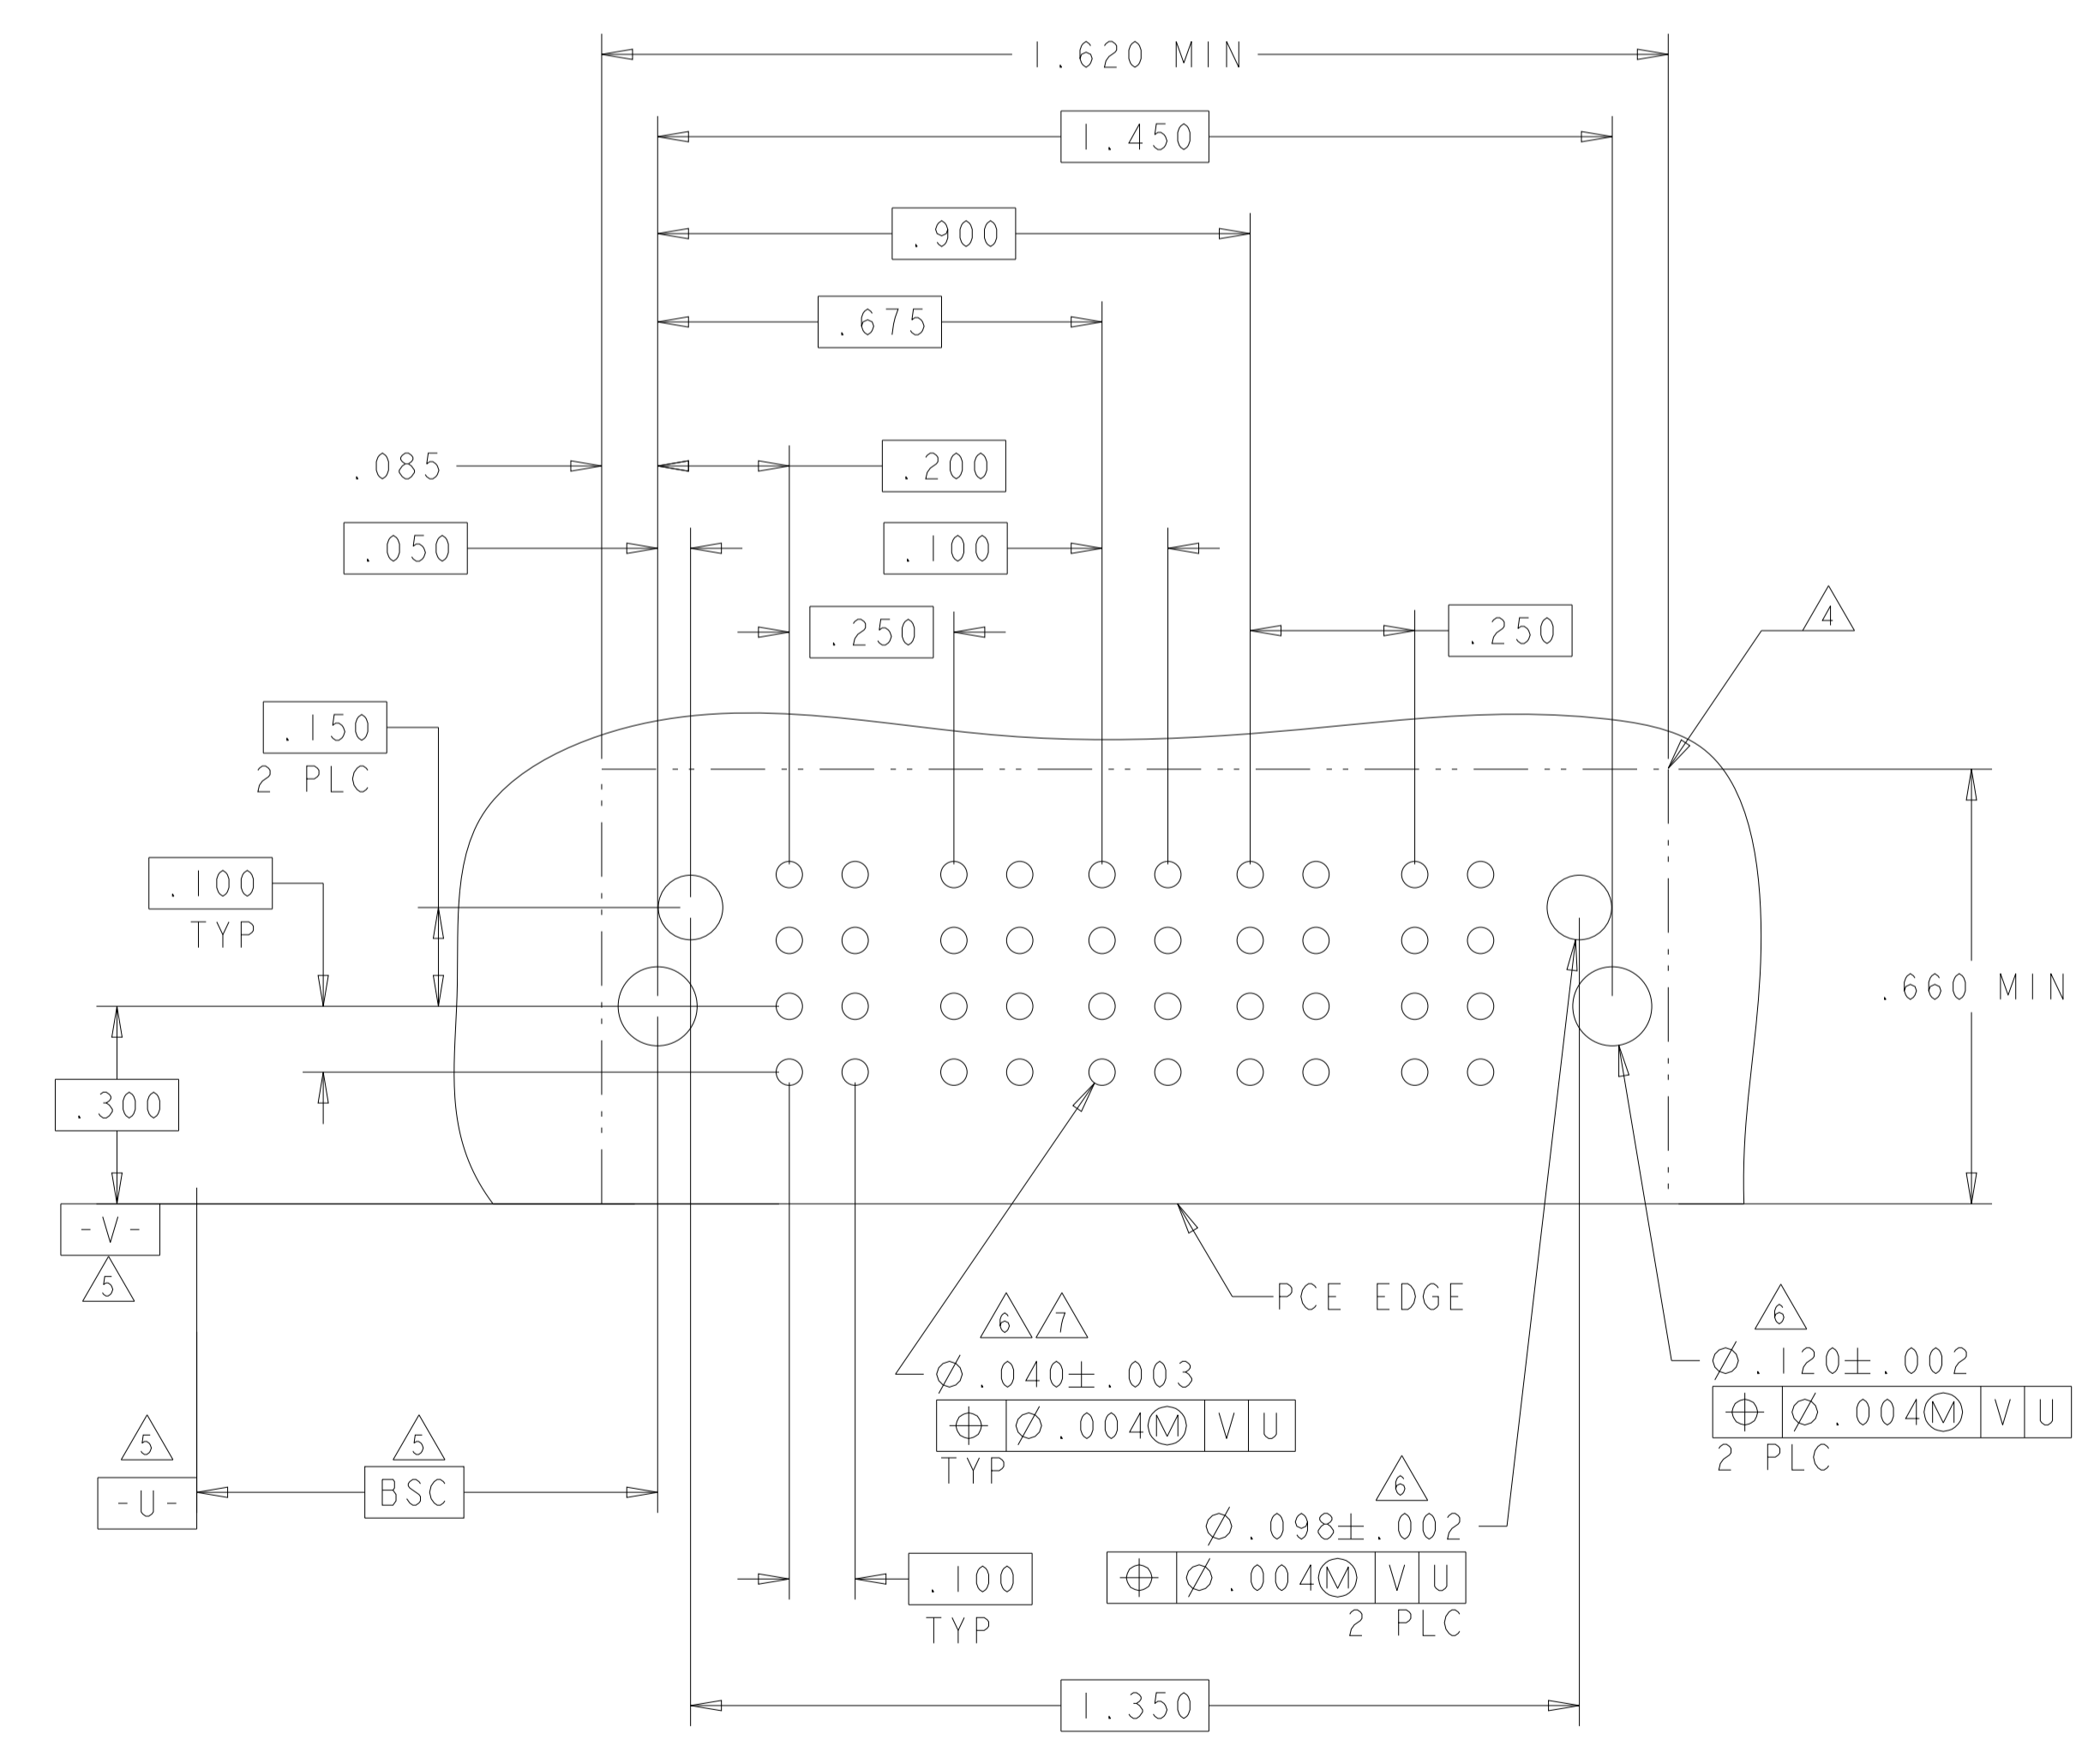 1.620 MIN
1.450
.900
.675
.085
.200
.050
.100
.250
.250
4
.150
2 PLC
.100
TYP
.660 MIN
.300
-V-
5
PCE EDGE
6 7
⌀.040±.003
⌖ ⌀.004Ⓜ V U
TYP
6
⌀.120±.002
⌖ ⌀.004Ⓜ V U
2 PLC
5
-U-
5
BSC
6
⌀.098±.002
⌖ ⌀.004Ⓜ V U
2 PLC
.100
TYP
1.350